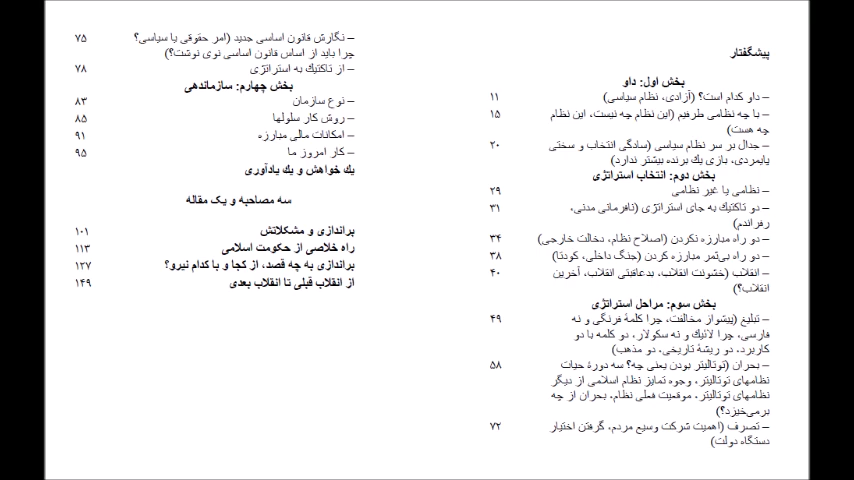 پیشگفتار
بخش اول: داو
– داو کدام است؟ (آزادی، نظام سیاسی) ۱۱
– با چه نظامی طرفیم (این نظام چه نیست، این نظام ۱۵
چه هست)
– جدال بر سر نظام سیاسی (سادگی انتخاب و سختی ۲۰
پایمردی، بازی یك برنده بیشتر ندارد)
بخش دوم: انتخاب استراتژی
– نظامی یا غیر نظامی ۲۹
– دو تاکتیك به جای استراتژی (نافرمانی مدنی، ۳۱
رفراندم)
– دو راه مبارزه نکردن (اصلاح نظام، دخالت خارجی) ۳۴
– دو راه بی‌ثمر مبارزه کردن (جنگ داخلی، کودتا) ۳۸
– انقلاب (خشونت انقلاب، بدعاقبتی انقلاب، آخرین ۴۰
انقلاب؟)
بخش سوم: مراحل استراتژی
– تبلیغ (پیشواز مخالفت، چرا کلمهٔ فرنگی و نه ۴۹
فارسی، چرا لائیك و نه سکولار، دو کلمه با دو
کاربرد، دو ریشهٔ تاریخی، دو مذهب)
– بحران (توتالیتر بودن یعنی چه؟ سه دورهٔ حیات ۵۸
نظامهای توتالیتر، وجوه تمایز نظام اسلامی از دیگر
نظامهای توتالیتر، موقعیت فعلی نظام، بحران از چه
برمی‌خیزد؟)
– تصرف (اهمیت شرکت وسیع مردم، گرفتن اختیار ۷۲
دستگاه دولت)
– نگارش قانون اساسی جدید (امر حقوقی یا سیاسی؟ ۷۵
چرا باید از اساس قانون اساسی نوی نوشت؟)
– از تاکتیك به استراتژی ۷۸
بخش چهارم: سازماندهی
– نوع سازمان ۸۳
– روش کار سلولها ۸۵
– امکانات مالی مبارزه ۹۱
– کار امروز ما ۹۵
یك خواهش و یك یادآوری
سه مصاحبه و یک مقاله
براندازی و مشکلاتش ۱۰۱
راه خلاصی از حکومت اسلامی ۱۱۳
براندازی به چه قصد، از کجا و با کدام نیرو؟ ۱۲۷
از انقلاب قبلی تا انقلاب بعدی ۱۴۹